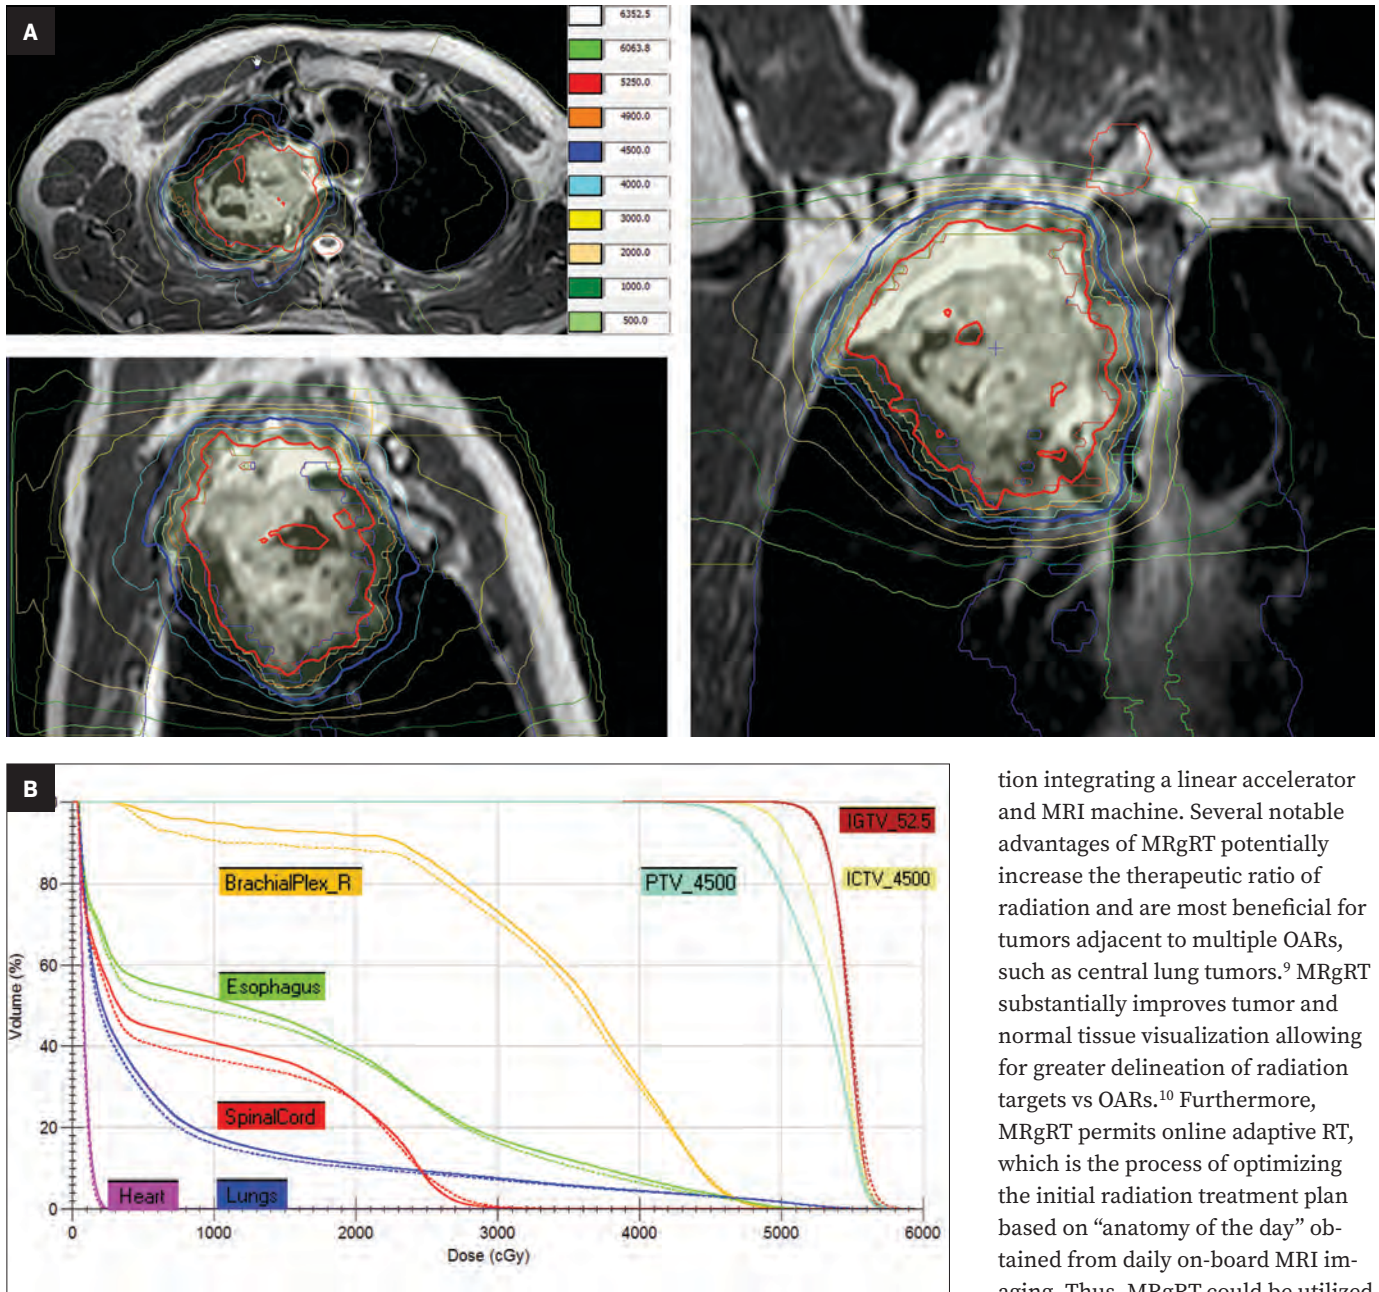 A
6352.5
6063.8
5250.0
4900.0
4500.0
4000.0
3000.0
2000.0
1000.0
500.0
B
IGTV_52.5
BrachialPlex_R
PTV_4500
ICTV_4500
Esophagus
SpinalCord
Heart
Lungs
Volume (%)
80
60
40
20
0
0 1000 2000 3000 4000 5000 6000
Dose (cGy)
tion integrating a linear accelerator
and MRI machine. Several notable
advantages of MRgRT potentially
increase the therapeutic ratio of
radiation and are most beneficial for
tumors adjacent to multiple OARs,
such as central lung tumors.⁹ MRgRT
substantially improves tumor and
normal tissue visualization allowing
for greater delineation of radiation
targets vs OARs.¹⁰ Furthermore,
MRgRT permits online adaptive RT,
which is the process of optimizing
the initial radiation treatment plan
based on “anatomy of the day” ob-
tained from daily on-board MRI im-
aging. Thus, MRgRT could be utilized